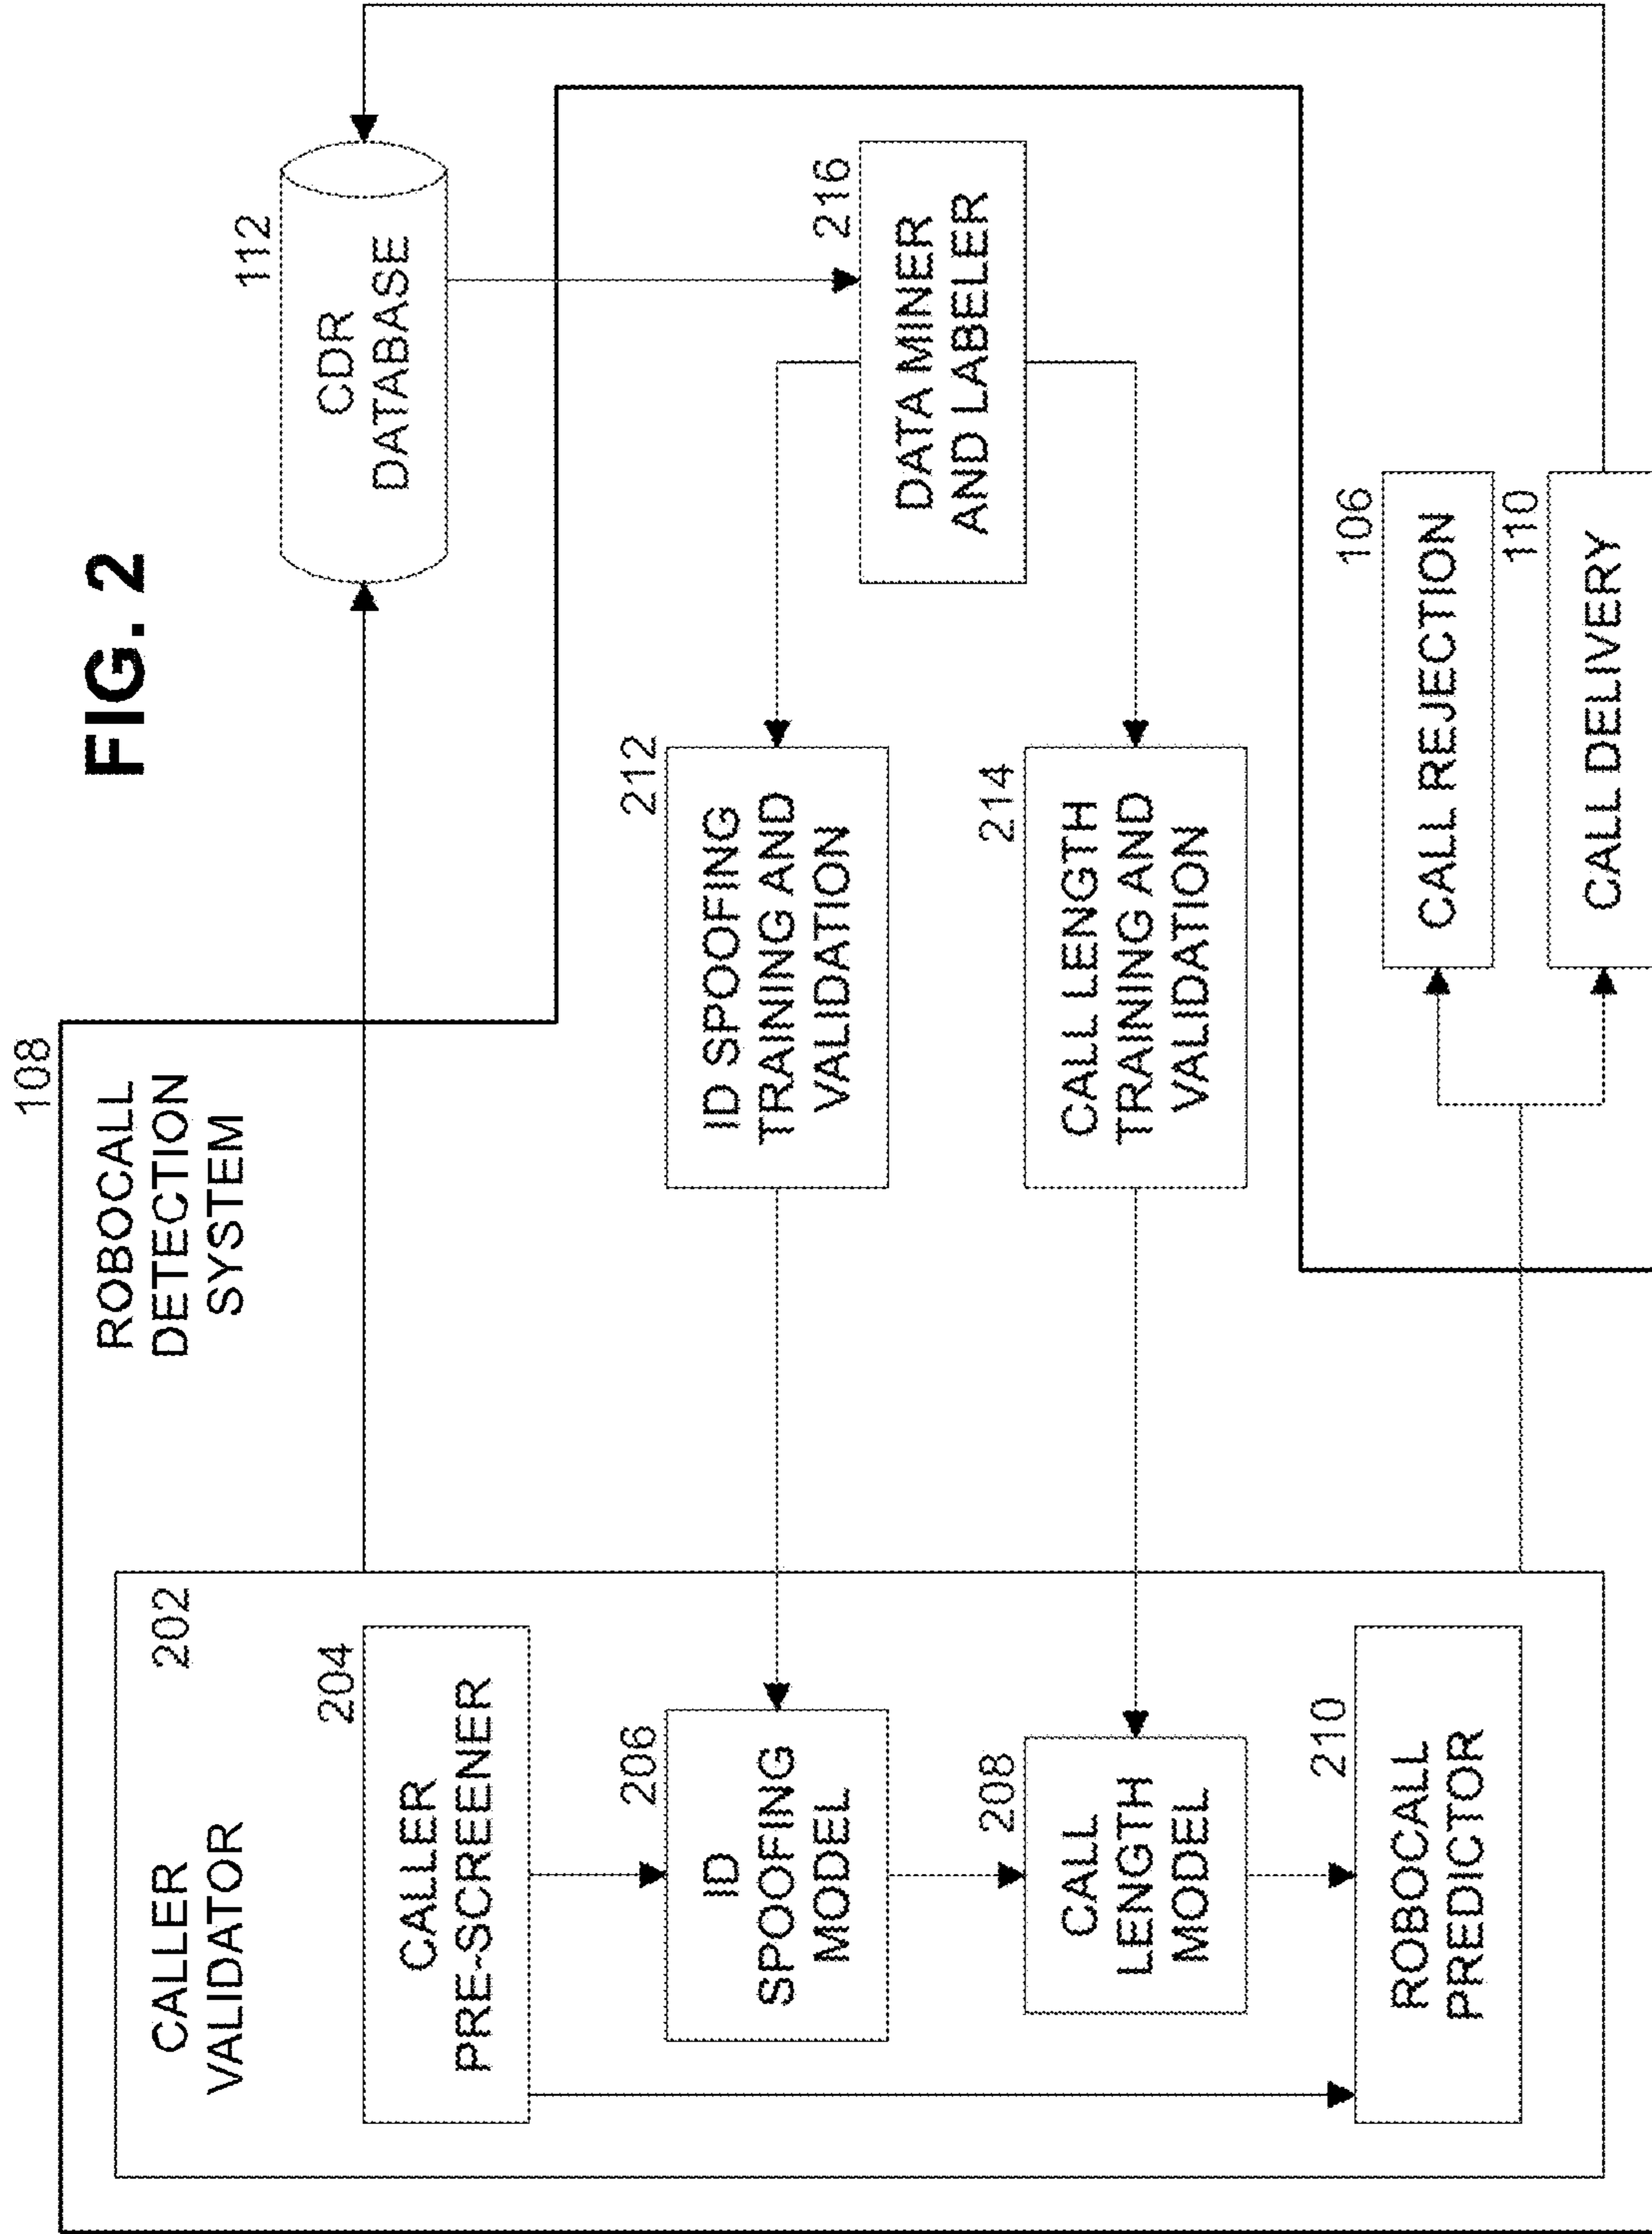 FIG. 2
108
ROBOCALL
DETECTION
SYSTEM
CALLER
VALIDATOR
202
204
CALLER
PRE-SCREENER
206
ID
SPOOFING
MODEL
208
CALL
LENGTH
MODEL
210
ROBOCALL
PREDICTOR
212
ID SPOOFING
TRAINING AND
VALIDATION
214
CALL LENGTH
TRAINING AND
VALIDATION
112
CDR
DATABASE
216
DATA MINER
AND LABELER
106
CALL REJECTION
110
CALL DELIVERY